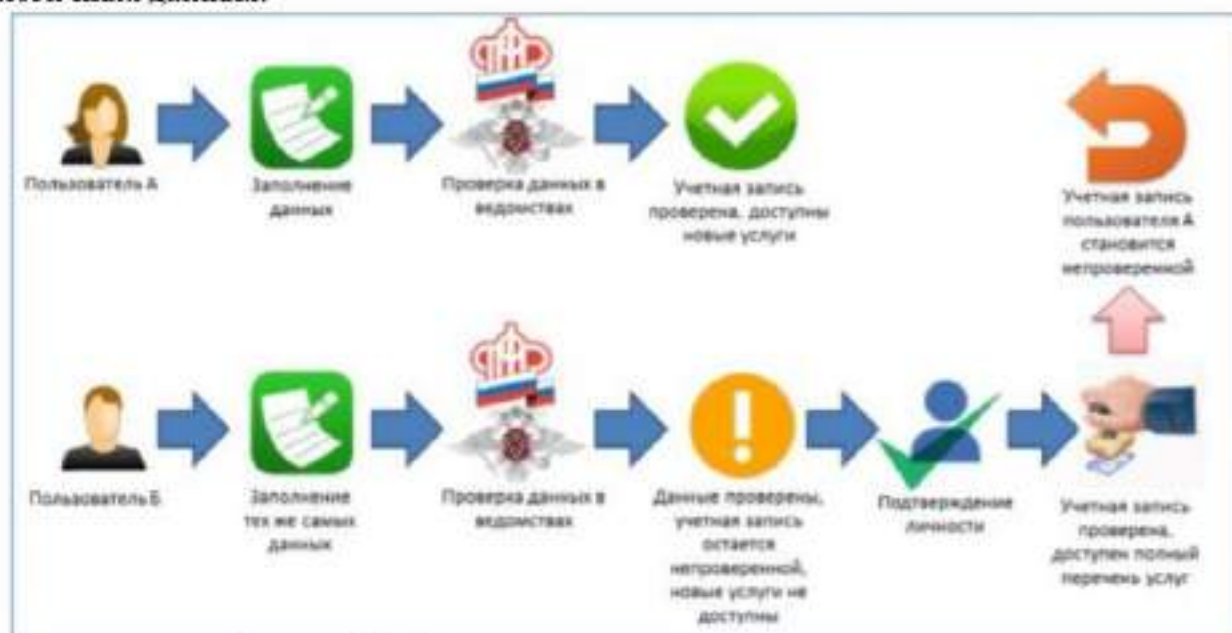 Пользователь А
Заполнение
данных
Проверка данных в
ведомствах
Учетная запись
проверена, доступны
новые услуги
Учетная запись
пользователя А
становится
непроверенной
Пользователь Б
Заполнение
тех же самых
данных
Проверка данных в
ведомствах
Данные проверены,
учетная запись
остается
непроверенной,
новые услуги не
доступны
Подтверждение
личности
Учетная запись
проверена,
доступен полный
перечень услуг